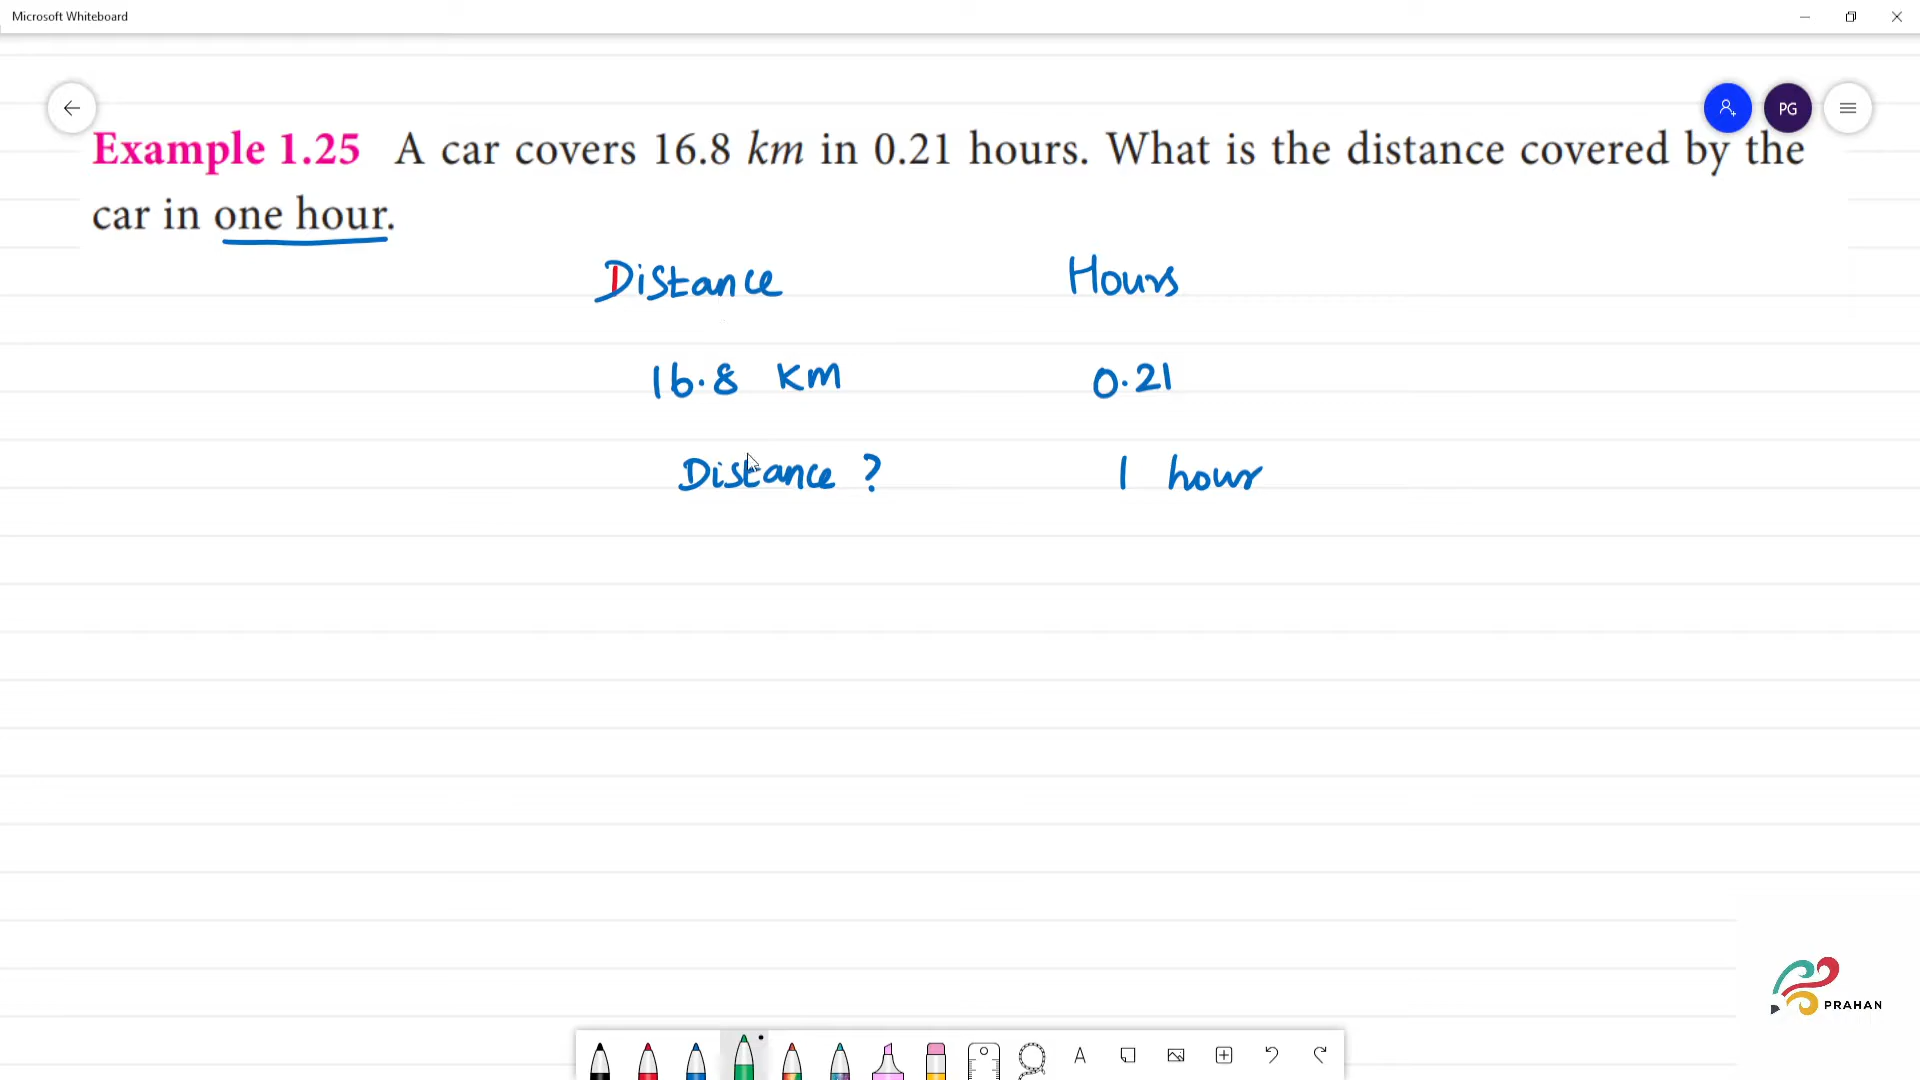 Microsoft Whiteboard
PG
Example 1.25 A car covers 16.8 km in 0.21 hours. What is the distance covered by the
car in one hour.
Distance Hours
16.8 KM 0.21
Distance ? 1 hour
PRAHAN
A